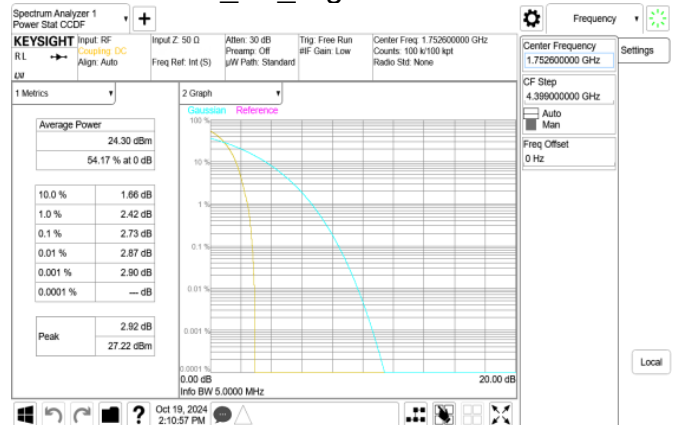 Spectrum Analyzer 1
Power Stat CCDF
Frequency
KEYSIGHT
RL
Input: RF
Coupling: DC
Align: Auto
Input Z: 50 Ω
Freq Ref: Int (S)
Atten: 30 dB
Preamp: Off
µW Path: Standard
Trig: Free Run
#IF Gain: Low
Center Freq: 1.752600000 GHz
Counts: 100 k/100 kpt
Radio Std: None
Center Frequency
1.752600000 GHz
Settings
CF Step
4.399000000 GHz
Auto
Man
Freq Offset
0 Hz
Local
1 Metrics
Average Power
24.30 dBm
54.17 % at 0 dB
10.0 % 1.66 dB
1.0 % 2.42 dB
0.1 % 2.73 dB
0.01 % 2.87 dB
0.001 % 2.90 dB
0.0001 % --- dB
Peak
2.92 dB
27.22 dBm
2 Graph
Gaussian Reference
100 %
10 %
1 %
0.1 %
0.01 %
0.001 %
0.0001 %
0.00 dB 20.00 dB
Info BW 5.0000 MHz
Oct 19, 2024
2:10:57 PM